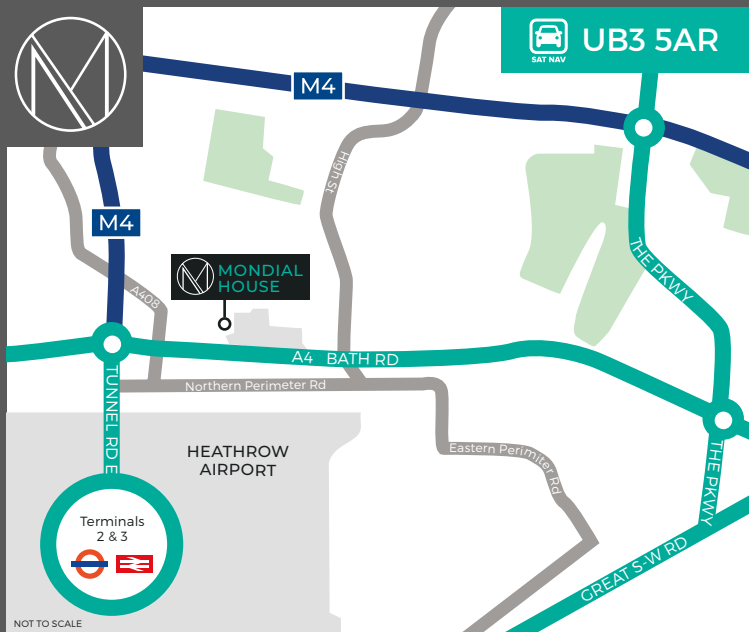 SAT NAV
UB3 5AR
M4
High St
M4
MONDIAL
HOUSE
THE PKWY
A408
A4 BATH RD
TUNNEL RD E
Northern Perimeter Rd
HEATHROW
AIRPORT
Eastern Perimiter Rd
THE PKWY
Terminals
2 & 3
GREAT S-W RD
NOT TO SCALE